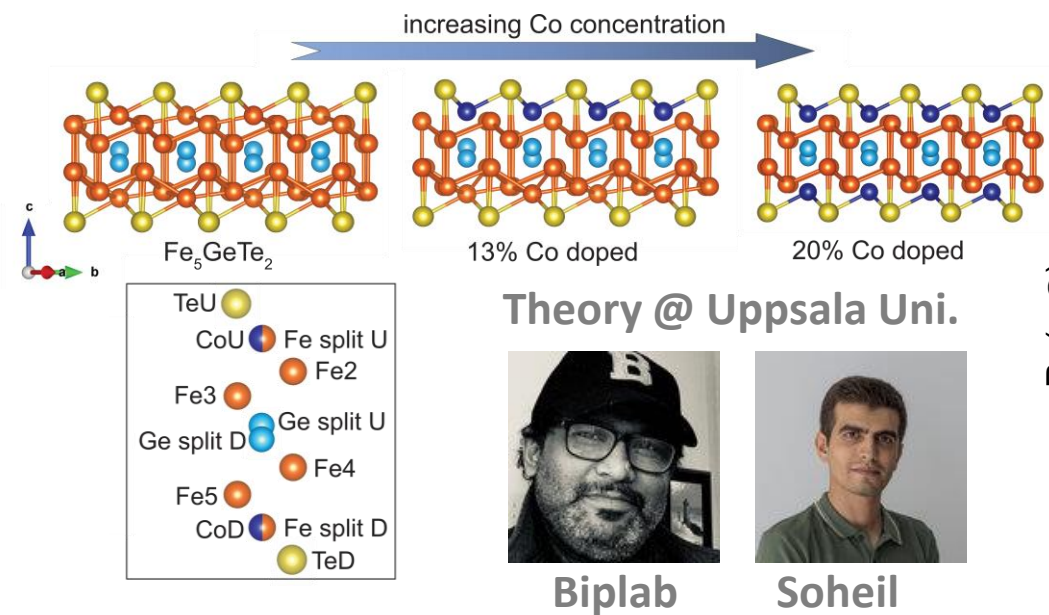 increasing Co concentration
Fe₅GeTe₂
13% Co doped
20% Co doped
c
a
b
TeU
CoU Fe split U
Fe2
Fe3
Ge split U
Ge split D
Fe4
Fe5
CoD Fe split D
TeD
Theory @ Uppsala Uni.
B
Biplab
Soheil